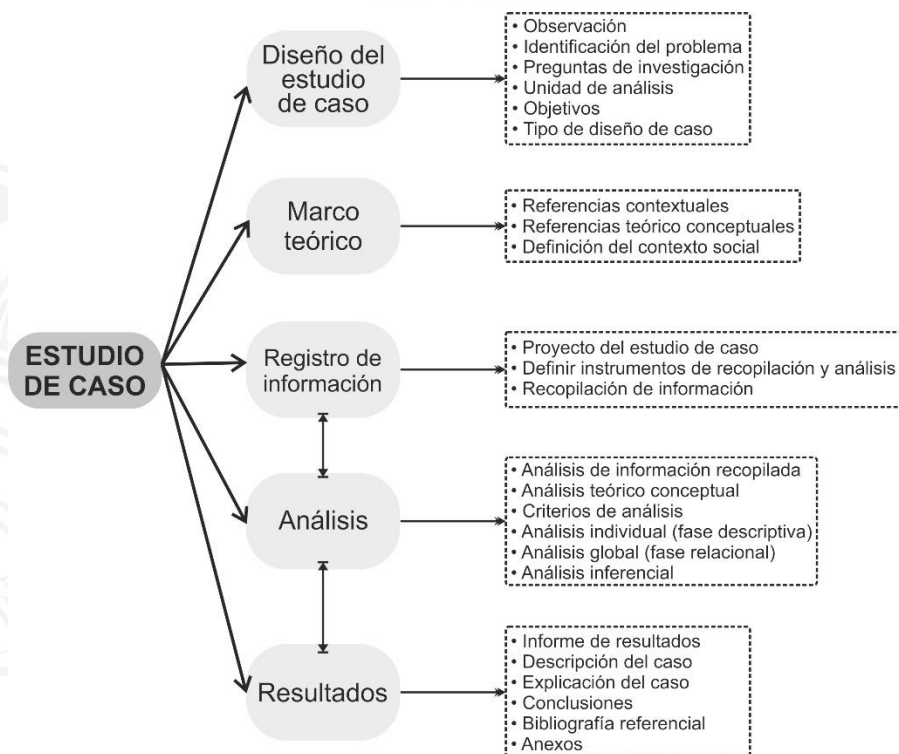 Diseño del
estudio
de caso
• Observación
• Identificación del problema
• Preguntas de investigación
• Unidad de análisis
• Objetivos
• Tipo de diseño de caso
Marco
teórico
• Referencias contextuales
• Referencias teórico conceptuales
• Definición del contexto social
ESTUDIO
DE CASO
Registro de
información
• Proyecto del estudio de caso
• Definir instrumentos de recopilación y análisis
• Recopilación de información
Análisis
• Análisis de información recopilada
• Análisis teórico conceptual
• Criterios de análisis
• Análisis individual (fase descriptiva)
• Análisis global (fase relacional)
• Análisis inferencial
Resultados
• Informe de resultados
• Descripción del caso
• Explicación del caso
• Conclusiones
• Bibliografía referencial
• Anexos